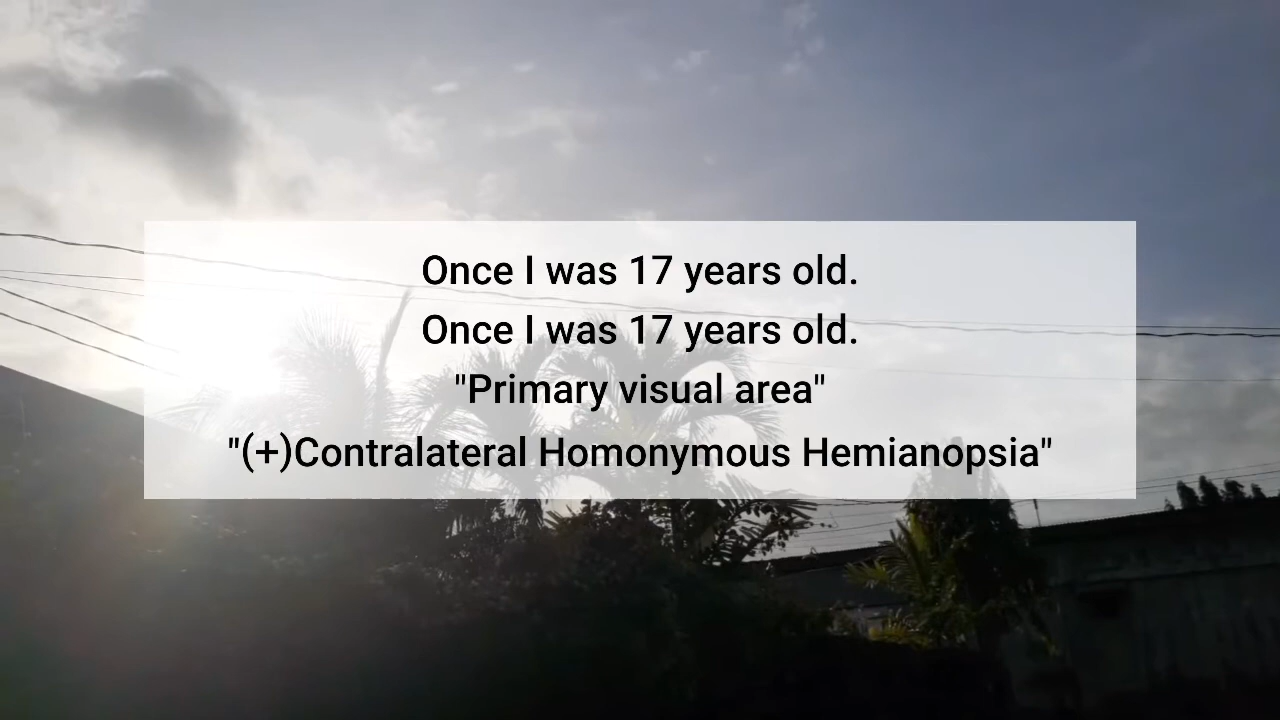 Once I was 17 years old.
Once I was 17 years old.
"Primary visual area"
"(+)Contralateral Homonymous Hemianopsia"